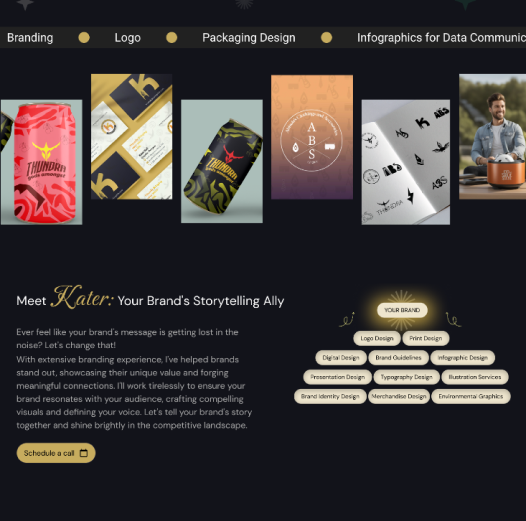 Branding
Logo
Packaging Design
Infographics for Data Communic
THUNDRA
THUNDRA
A
B
S
ABS
THUNDRA
Meet Kater: Your Brand's Storytelling Ally
Ever feel like your brand's message is getting lost in the
noise? Let's change that!
With extensive branding experience, I've helped brands
stand out, showcasing their unique value and forging
meaningful connections. I'll work tirelessly to ensure your
brand resonates with your audience, crafting compelling
visuals and defining your voice. Let's tell your brand's story
together and shine brightly in the competitive landscape.
Schedule a call
YOUR BRAND
Logo Design
Print Design
Digital Design
Brand Guidelines
Infographic Design
Presentation Design
Typography Design
Illustration Services
Brand Identity Design
Merchandise Design
Environmental Graphics